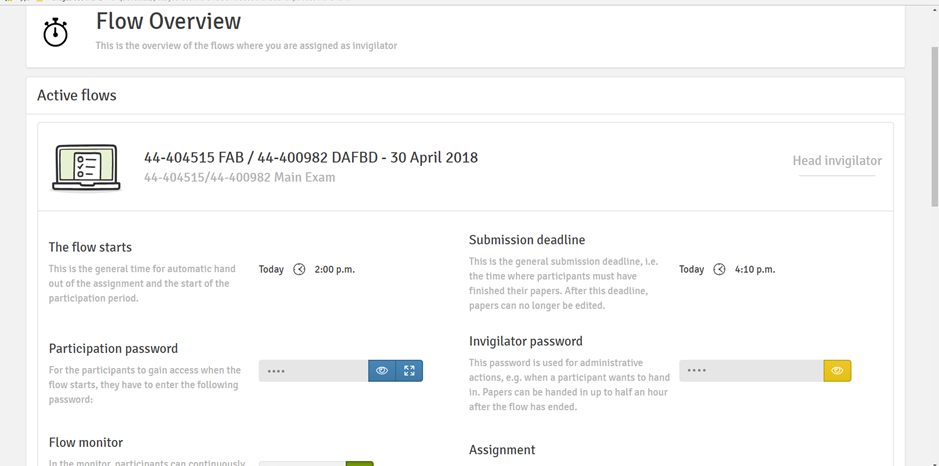 Flow Overview
This is the overview of the flows where you are assigned as invigilator
Active flows
44-404515 FAB / 44-400982 DAFBD - 30 April 2018
44-404515/44-400982 Main Exam
Head invigilator
The flow starts
This is the general time for automatic hand
out of the assignment and the start of the
participation period.
Today 2:00 p.m.
Submission deadline
This is the general submission deadline, i.e.
the time where participants must have
finished their papers. After this deadline,
papers can no longer be edited.
Today 4:10 p.m.
Participation password
For the participants to gain access when the
flow starts, they have to enter the following
password:
••••
Invigilator password
This password is used for administrative
actions, e.g. when a participant wants to hand
in. Papers can be handed in up to half an hour
after the flow has ended.
••••
Flow monitor
In the monitor, participants can continuously
Assignment